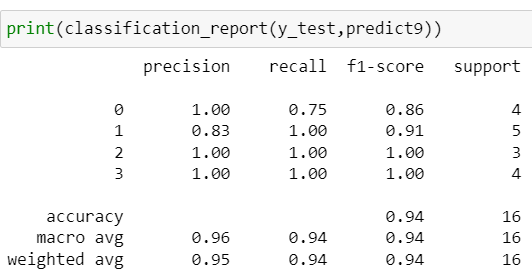 print(classification_report(y_test,predict9))
precision recall f1-score support
0 1.00 0.75 0.86 4
1 0.83 1.00 0.91 5
2 1.00 1.00 1.00 3
3 1.00 1.00 1.00 4
accuracy 0.94 16
macro avg 0.96 0.94 0.94 16
weighted avg 0.95 0.94 0.94 16